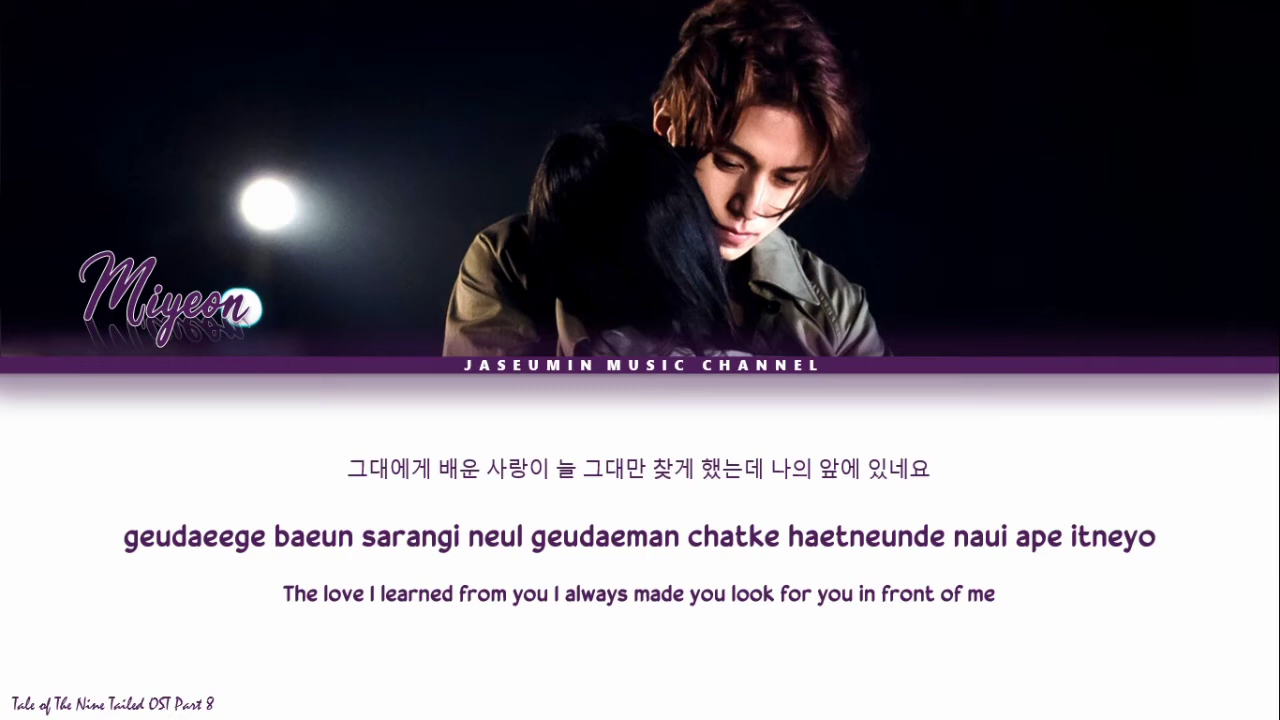 Miyeon
JASEUMIN MUSIC CHANNEL
그대에게 배운 사랑이 늘 그대만 찾게 했는데 나의 앞에 있네요
geudaeege baeun sarangi neul geudaeman chatke haetneunde naui ape itneyo
The love I learned from you I always made you look for you in front of me
Tale of The Nine Tailed OST Part 8